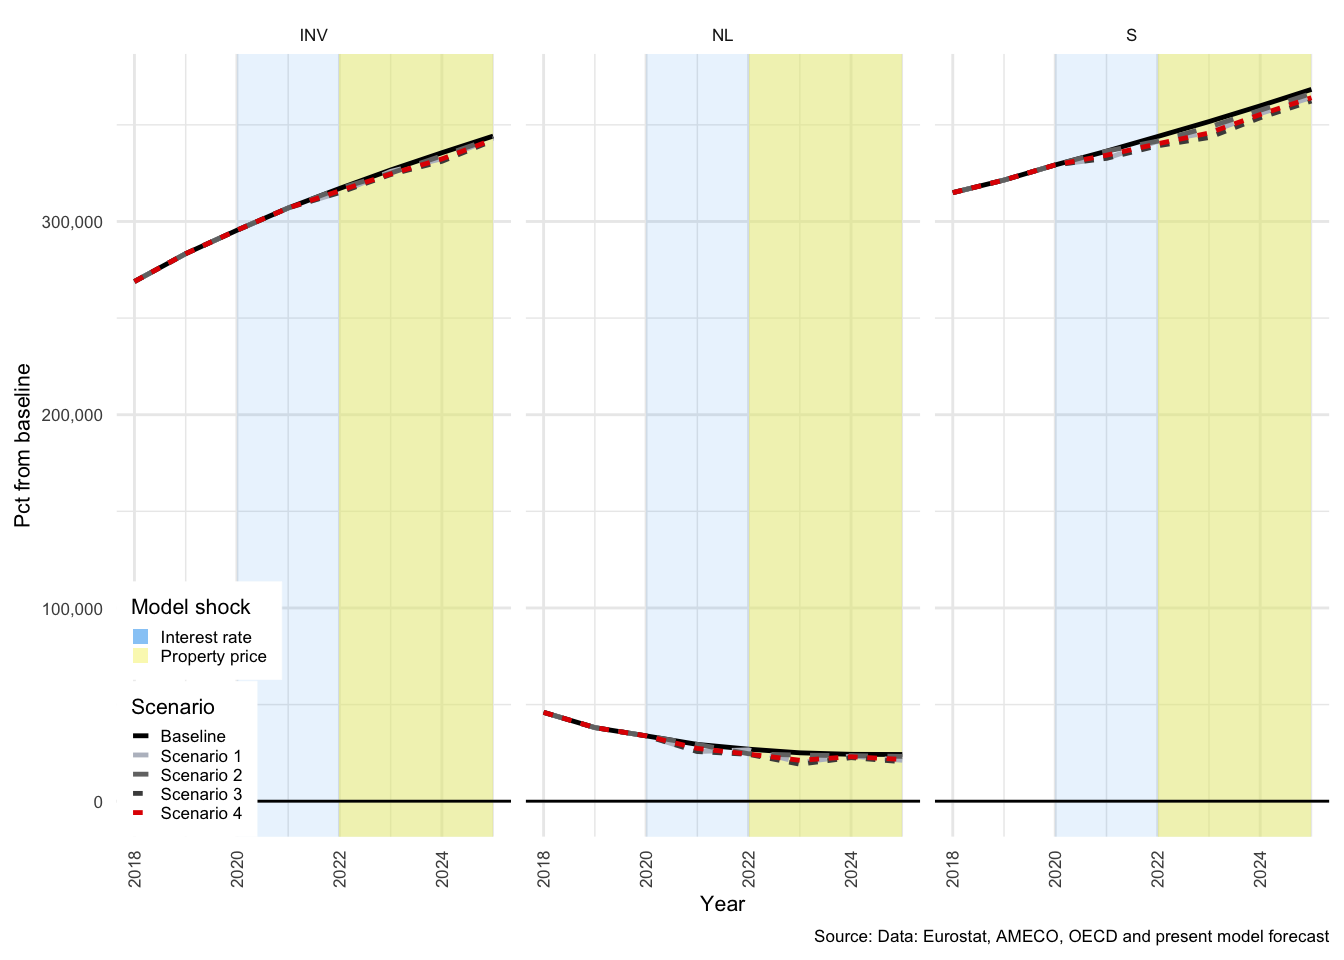 INV
NL
S
Pct from baseline
300,000
200,000
100,000
0
Model shock
Interest rate
Property price
Scenario
Baseline
Scenario 1
Scenario 2
Scenario 3
Scenario 4
2018
2020
2022
2024
2018
2020
2022
2024
2018
2020
2022
2024
Year
Source: Data: Eurostat, AMECO, OECD and present model forecast